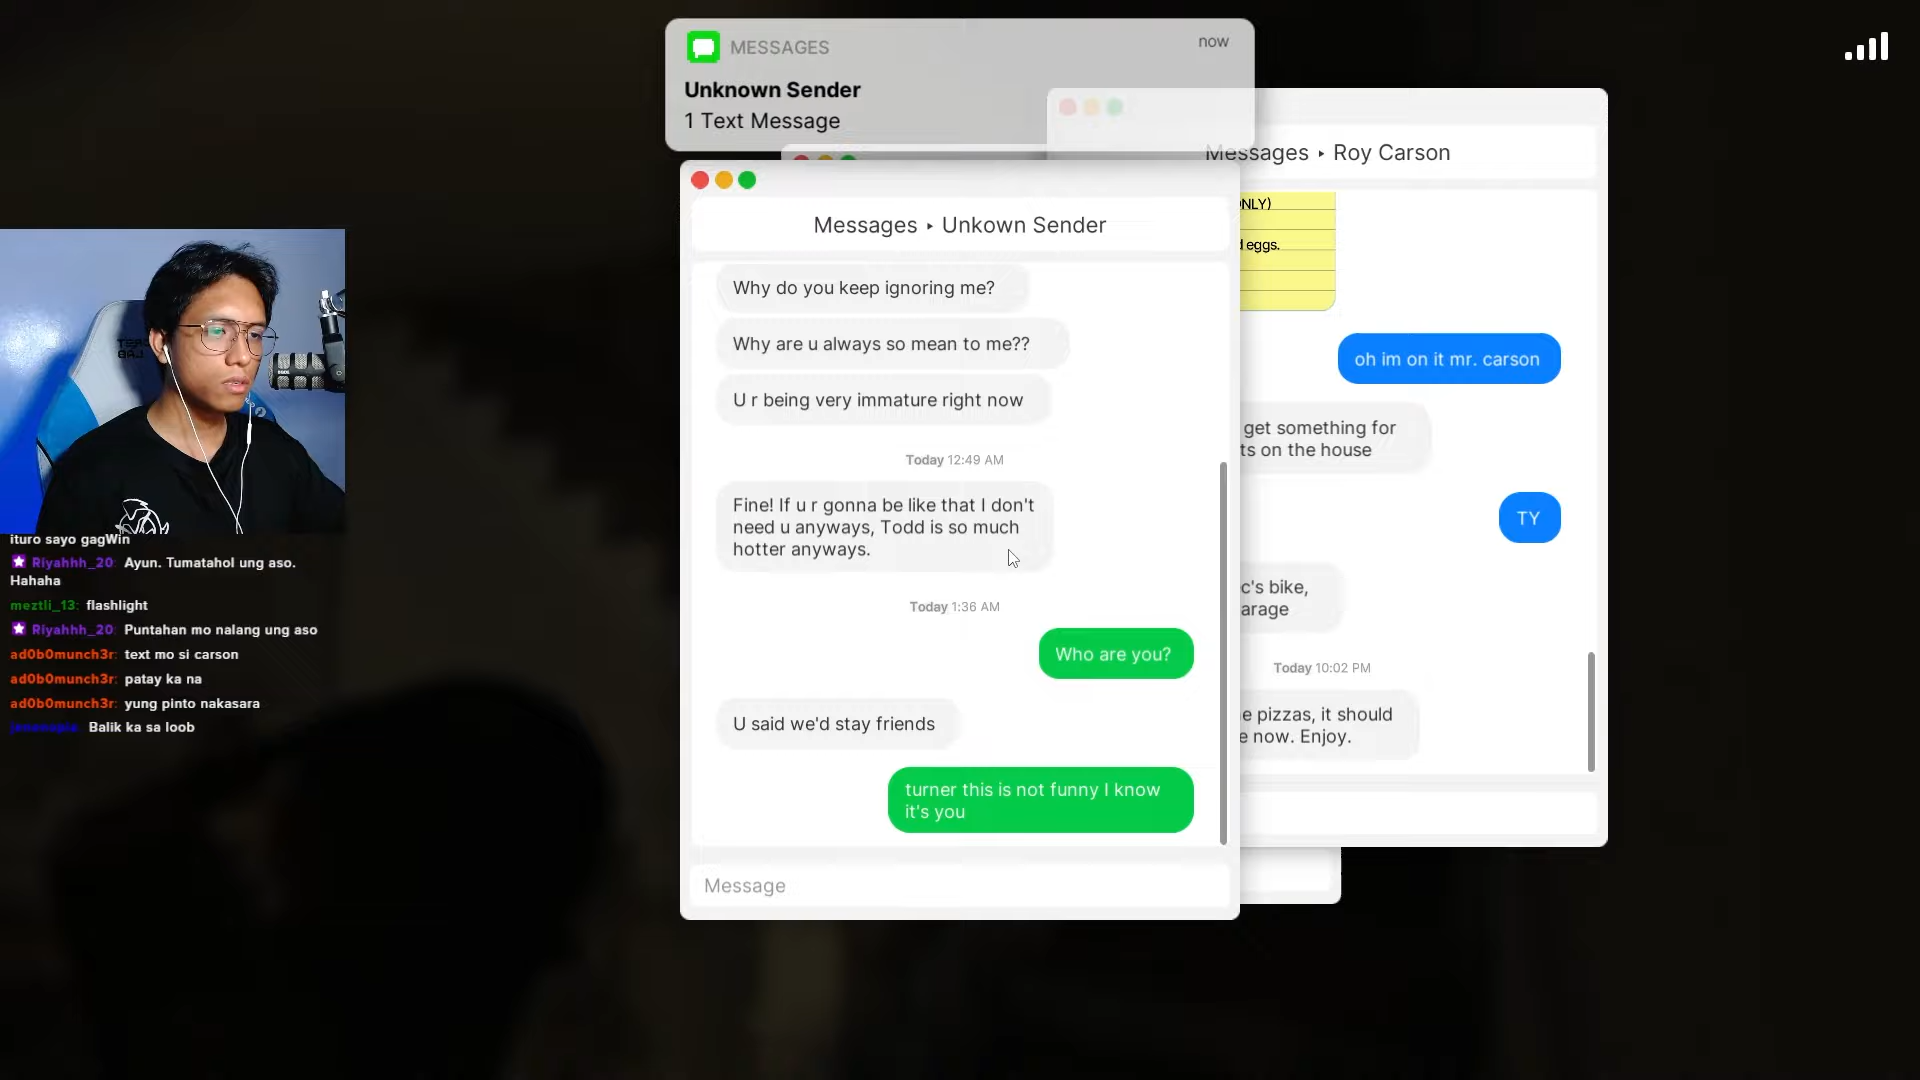 MESSAGES
now
Unknown Sender
1 Text Message
Messages ▸ Roy Carson
ONLY)
eggs.
oh im on it mr. carson
get something for
on the house
TY
c's bike,
Today 10:02 PM
pizzas, it should
now. Enjoy.
Messages ▸ Unkown Sender
Why do you keep ignoring me?
Why are u always so mean to me??
U r being very immature right now
Today 12:49 AM
Fine! If u r gonna be like that I don't
need u anyways, Todd is so much
hotter anyways.
Today 1:36 AM
Who are you?
U said we'd stay friends
turner this is not funny I know
it's you
Message
ituro sayo gagWin
Riyahhh_20: Ayun. Tumatahol ung aso.
Hahaha
meztli_13: flashlight
Riyahhh_20: Puntahan mo nalang ung aso
ad0b0munch3r: text mo si carson
ad0b0munch3r: patay ka na
ad0b0munch3r: yung pinto nakasara
Balik ka sa loob